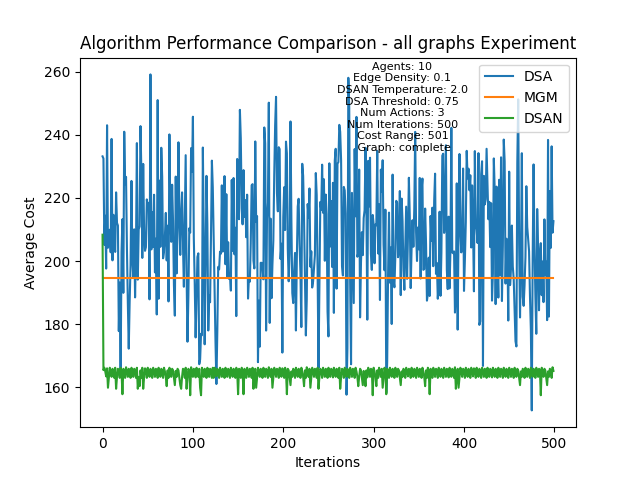 Algorithm Performance Comparison - all graphs Experiment
Agents: 10
Edge Density: 0.1
DSAN Temperature: 2.0
DSA Threshold: 0.75
Num Actions: 3
Num Iterations: 500
Cost Range: 501
Graph: complete
DSA
MGM
DSAN
Average Cost
260
240
220
200
180
160
0
100
200
300
400
500
Iterations